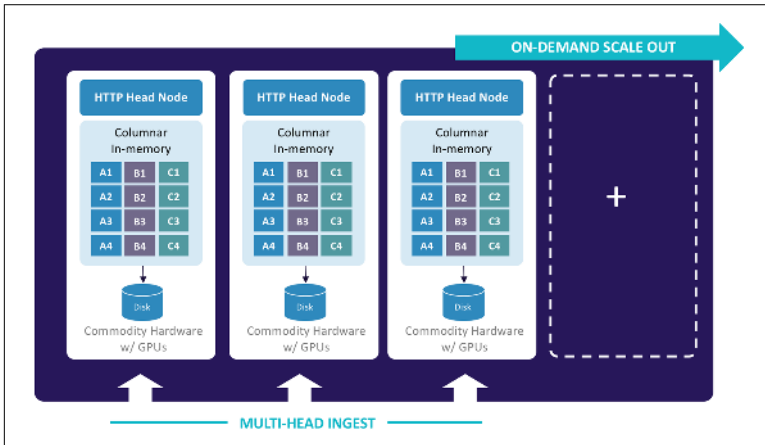 ON-DEMAND SCALE OUT
HTTP Head Node
Columnar
In-memory
A1 B1 C1
A2 B2 C2
A3 B3 C3
A4 B4 C4
Disk
Commodity Hardware
w/ GPUs
HTTP Head Node
Columnar
In-memory
A1 B1 C1
A2 B2 C2
A3 B3 C3
A4 B4 C4
Disk
Commodity Hardware
w/ GPUs
HTTP Head Node
Columnar
In-memory
A1 B1 C1
A2 B2 C2
A3 B3 C3
A4 B4 C4
Disk
Commodity Hardware
w/ GPUs
+
MULTI-HEAD INGEST